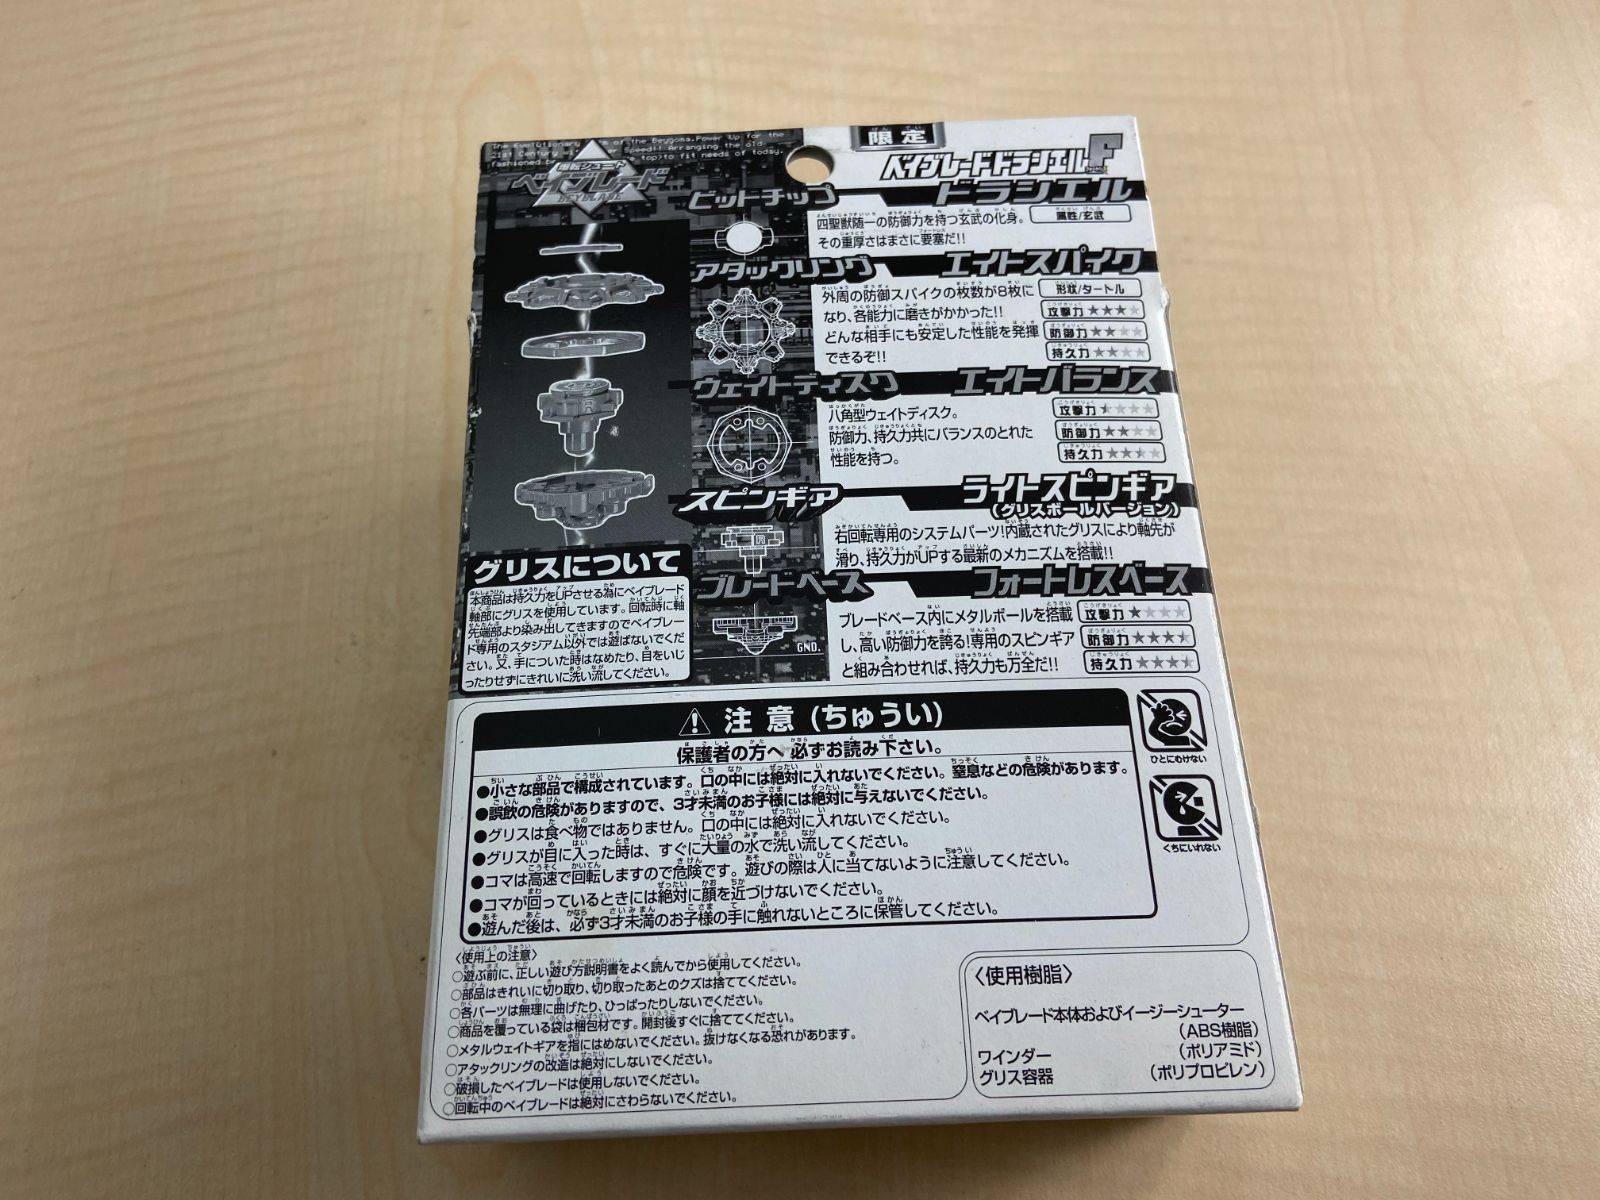 限定
ベイブレードドラシエルF
The Evolutionary of the Beygoma.Power Up for the
21st Century Speed!! Arranging the old
fashioned top)to fit needs of today.
ベイブレード
BEYBLADE
ビットチップ ドラシエル
四聖獣随一の防御力を持つ玄武の化身。
その重厚さはまさに要塞だ!!
属性/玄武
アタックリング エイトスパイク
外周の防御スパイクの枚数が8枚に
なり、各能力に磨きがかかった!!
どんな相手にも安定した性能を発揮
できるぞ!!
形状/タートル
攻撃力★★★☆
防御力★★☆☆
持久力★★☆☆
ウェイトディスク エイトバランス
八角型ウェイトディスク。
防御力、持久力共にバランスのとれた
性能を持つ。
攻撃力
防御力
持久力
スピンギア ライトスピンギア
(グリスボールバージョン)
右回転専用のシステムパーツ!内蔵されたグリスにより軸先が
滑り、持久力がUPする最新のメカニズムを搭載!!
ブレードベース フォートレスベース
ブレードベース内にメタルボールを搭載
し、高い防御力を誇る!専用のスピンギア
と組み合わせれば、持久力も万全だ!!
攻撃力
防御力
持久力
GND.
グリスについて
本商品は持久力をUPさせる為にベイブレード
軸部にグリスを使用しています。回転時に軸
先端部より染み出してきますのでベイブレー
ド専用のスタジアム以外では遊ばないでくだ
さい。又、手についた時はなめたり、目をいじ
ったりせずにきれいに洗い流してください。
注意(ちゅうい)
保護者の方へ 必ずお読み下さい。
●小さな部品で構成されています。口の中には絶対に入れないでください。窒息などの危険があります。
●誤飲の危険がありますので、3才未満のお子様には絶対に与えないでください。
●グリスは食べ物ではありません。口の中には絶対に入れないでください。
●グリスが目に入った時は、すぐに大量の水で洗い流してください。
●コマは高速で回転しますので危険です。遊びの際は人に当てないように注意してください。
●コマが回っているときには絶対に顔を近づけないでください。
●遊んだ後は、必ず3才未満のお子様の手に触れないところに保管してください。
ひとにむけない
くちにいれない
〈使用上の注意〉
○遊ぶ前に、正しい遊び方説明書をよく読んでから使用してください。
○部品はきれいに切り取り、切り取ったあとのクズは捨ててください。
○各パーツは無理に曲げたり、ひっぱったりしないでください。
○商品を覆っている袋は梱包材です。開封後すぐに捨ててください。
○メタルウェイトギアを指にはめないでください。抜けなくなる恐れがあります。
○アタックリングの改造は絶対にしないでください。
○破損したベイブレードは使用しないでください。
○回転中のベイブレードは絶対にさわらないでください。
〈使用樹脂〉
ベイブレード本体およびイージーシューター
(ABS樹脂)
ワインダー (ポリアミド)
グリス容器 (ポリプロピレン)